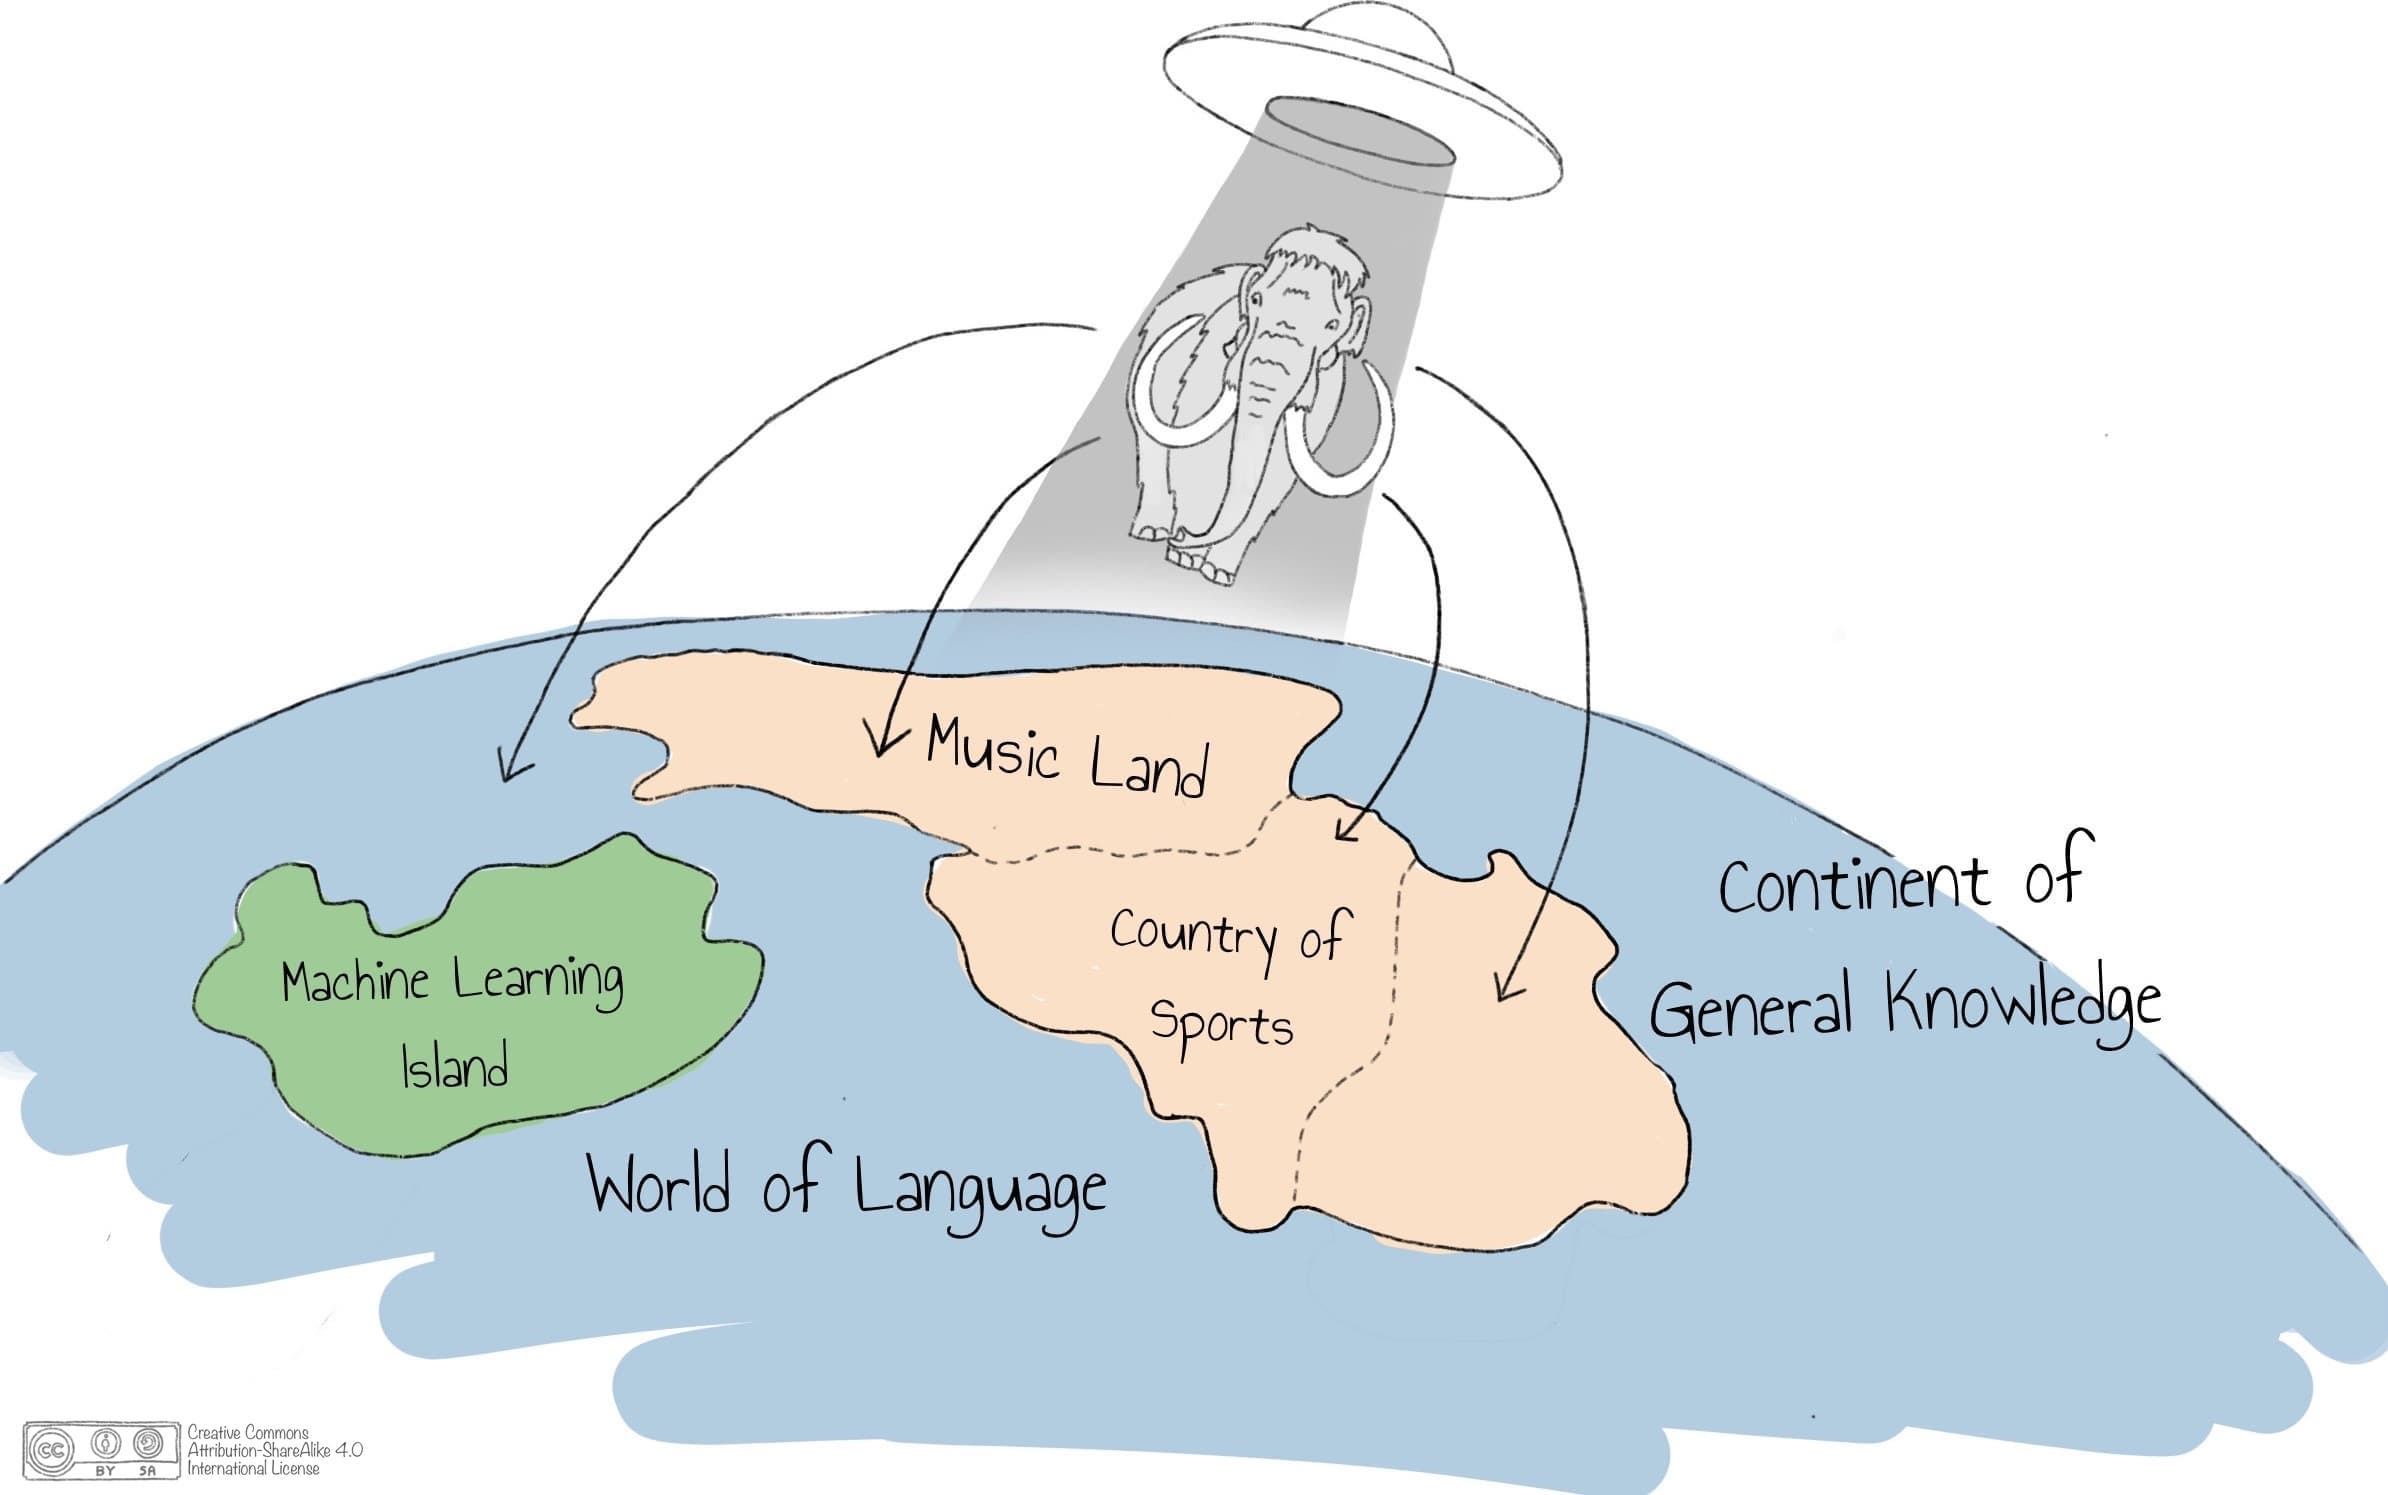 Music Land
Continent of
General Knowledge
Country of
Sports
Machine Learning
Island
World of Language
cc
BY SA
Creative Commons
Attribution-ShareAlike 4.0
International License